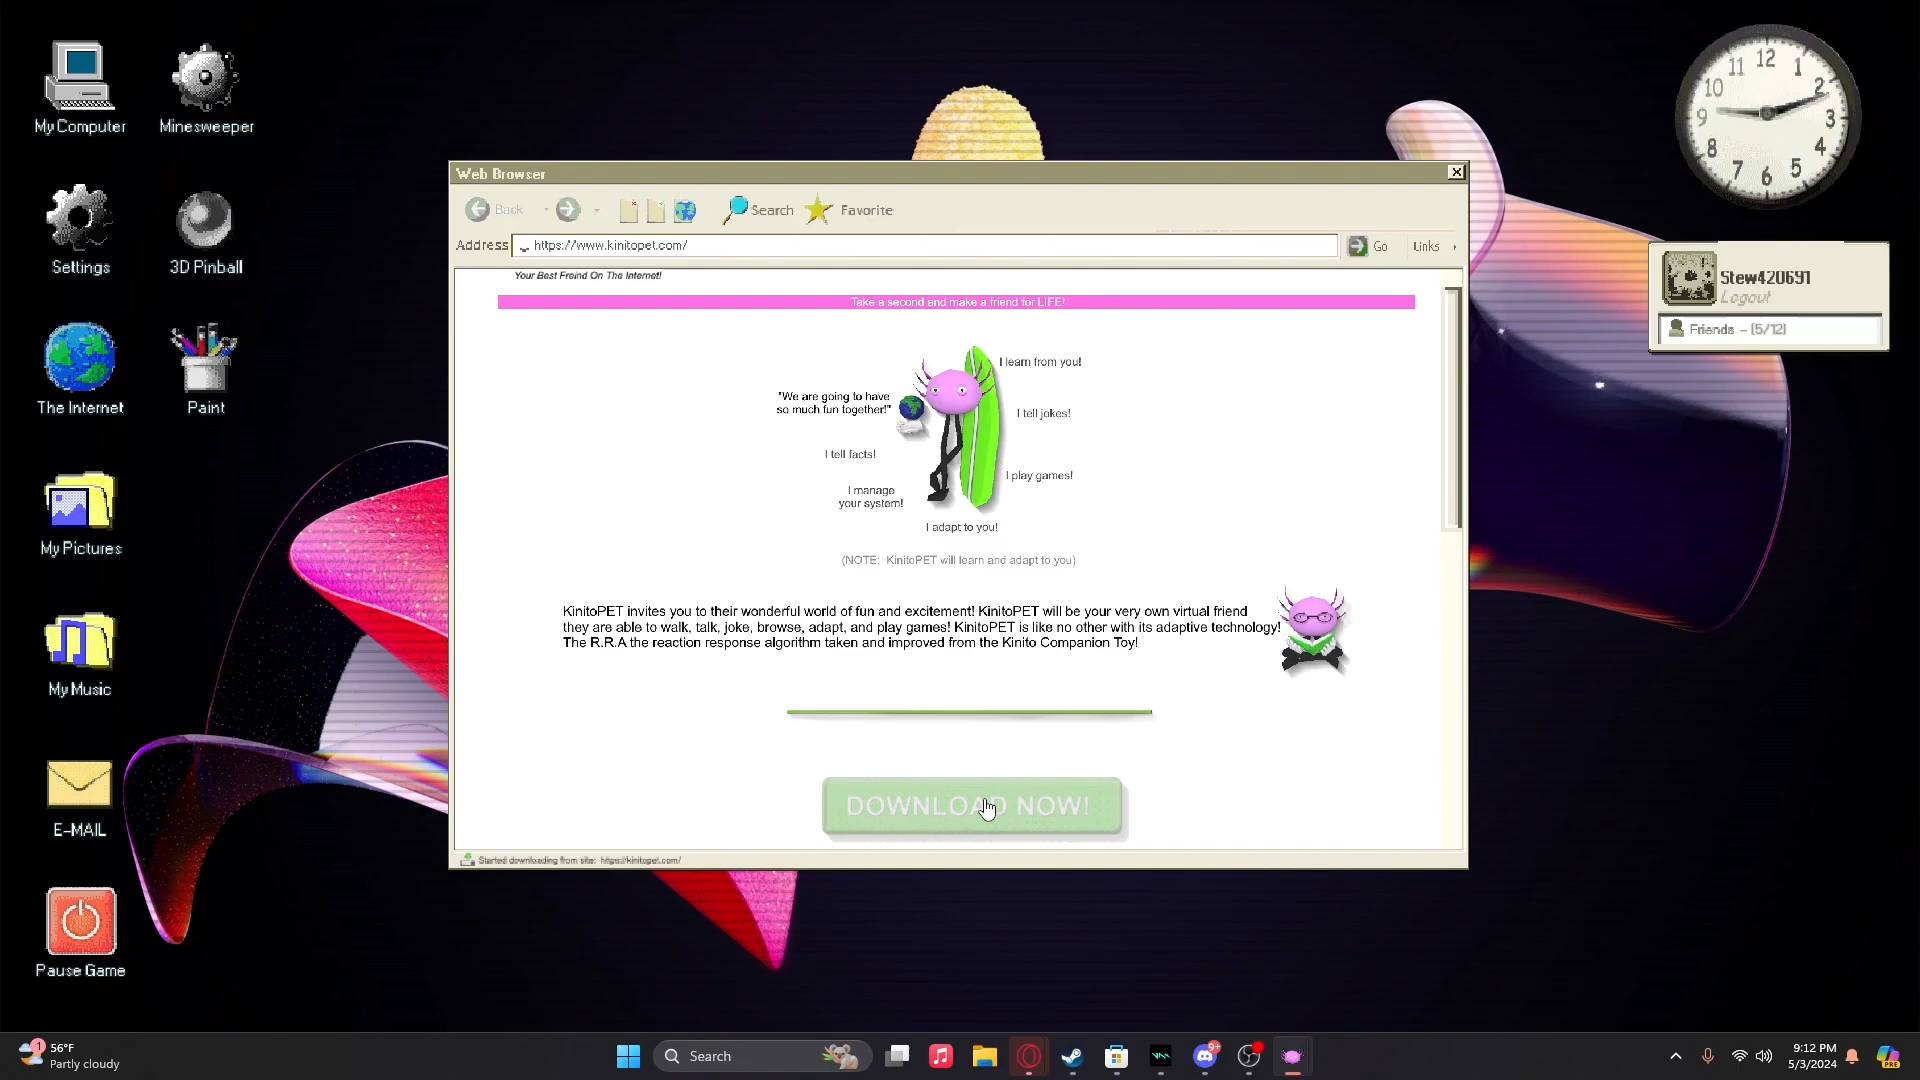 My Computer
Minesweeper
Settings
3D Pinball
The Internet
Paint
My Pictures
My Music
E-MAIL
Pause Game
Web Browser
Back
Search
Favorite
Address
https://www.kinitopet.com/
Go
Links
Your Best Freind On The Internet!
Take a second and make a friend for LIFE!
I learn from you!
"We are going to have
so much fun together!"
I tell jokes!
I tell facts!
I play games!
I manage
your system!
I adapt to you!
(NOTE: KinitoPET will learn and adapt to you)
KinitoPET invites you to their wonderful world of fun and excitement! KinitoPET will be your very own virtual friend
they are able to walk, talk, joke, browse, adapt, and play games! KinitoPET is like no other with its adaptive technology!
The R.R.A the reaction response algorithm taken and improved from the Kinito Companion Toy!
DOWNLOAD NOW!
Started downloading from site: https://kinitopet.com/
12
1
2
3
4
5
6
7
8
9
10
11
Stew420691
Logout
Friends - (5/12)
1
56°F
Partly cloudy
Search
9+
9:12 PM
5/3/2024
PRE